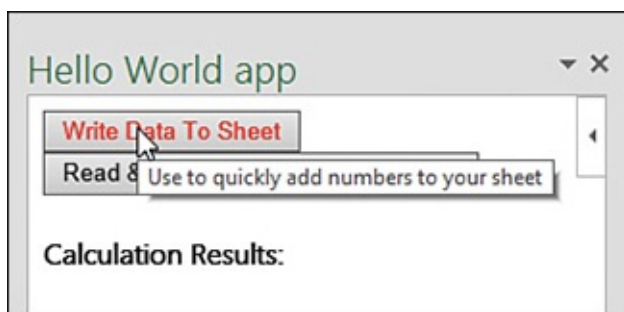 Hello World app
Write Data To Sheet
Read &
Use to quickly add numbers to your sheet
Calculation Results: